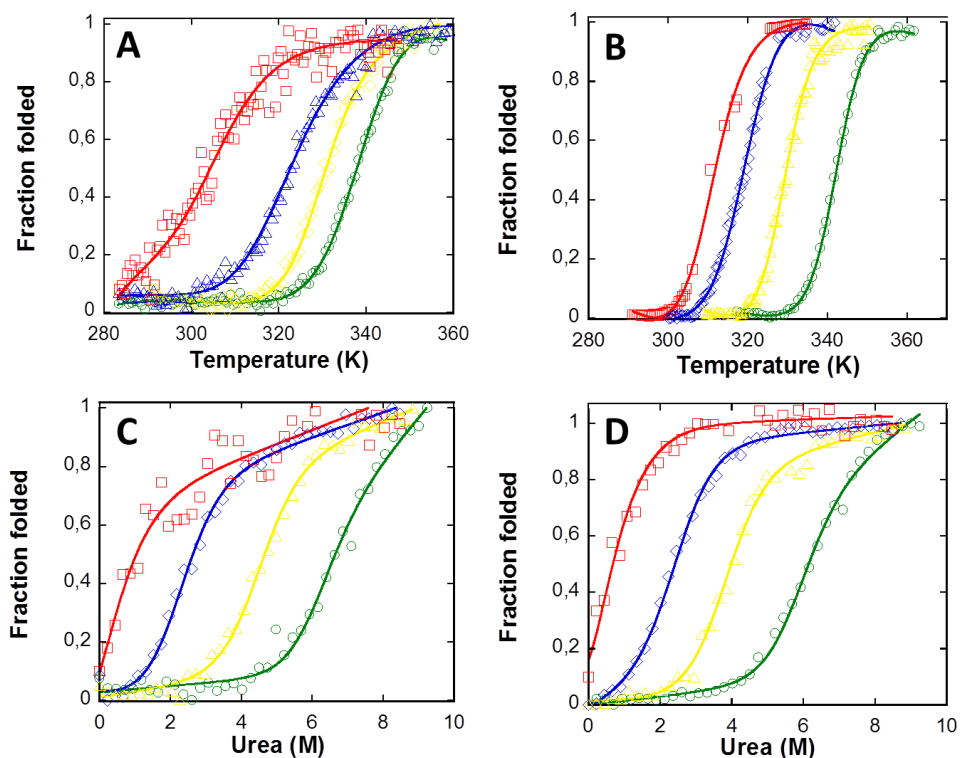 A
Fraction folded
1
0,8
0,6
0,4
0,2
0
280 300 320 340 360
Temperature (K)
B
Fraction folded
1
0,8
0,6
0,4
0,2
0
280 300 320 340 360
Temperature (K)
C
Fraction folded
1
0,8
0,6
0,4
0,2
0
0 2 4 6 8 10
Urea (M)
D
Fraction folded
1
0,8
0,6
0,4
0,2
0
0 2 4 6 8 10
Urea (M)